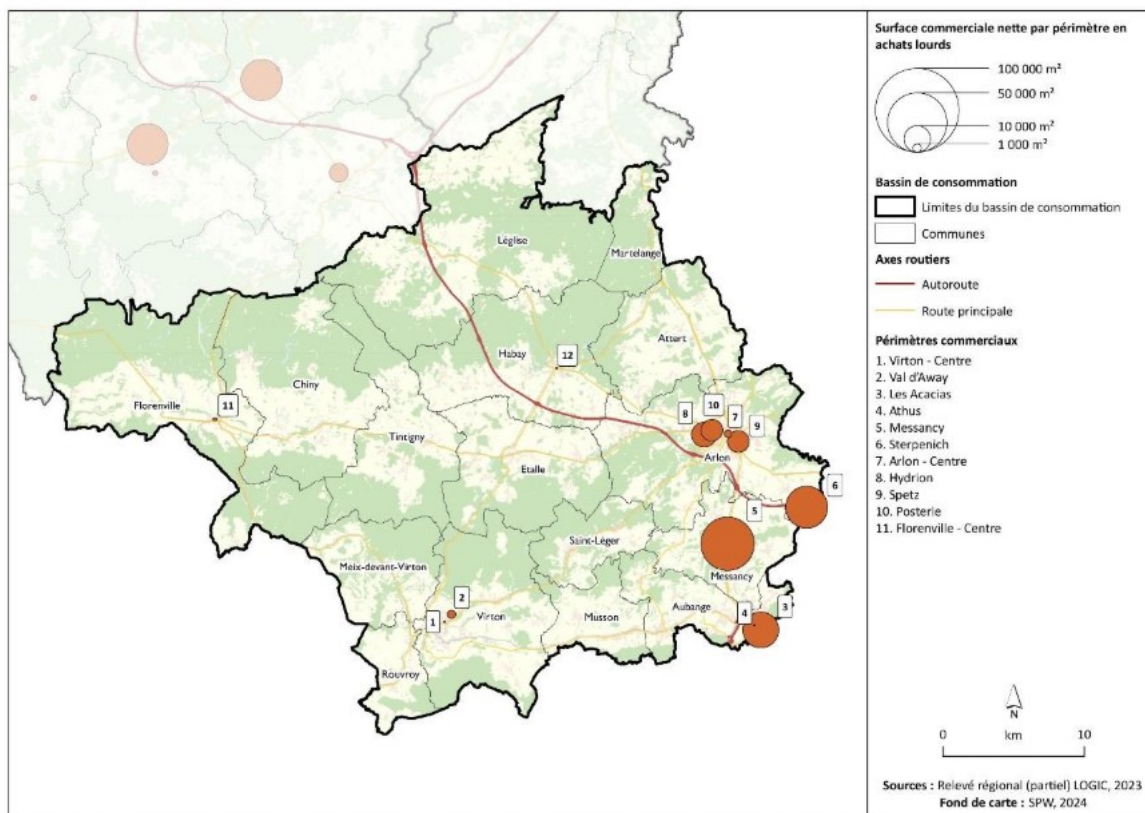 Léglise
Martelange
Attert
Habay
12
Chiny
Florenville
11
Tintigny
Etalle
8
10
7
9
Arlon
6
5
Saint-Léger
Messancy
Meix-devant-Virton
2
1
Virton
Musson
Aubange
4
3
Rouvroy
Surface commerciale nette par périmètre en
achats lourds
100 000 m²
50 000 m²
10 000 m²
1 000 m²
Bassin de consommation
Limites du bassin de consommation
Communes
Axes routiers
Autoroute
Route principale
Périmètres commerciaux
1. Virton - Centre
2. Val d'Away
3. Les Acacias
4. Athus
5. Messancy
6. Sterpenich
7. Arlon - Centre
8. Hydrion
9. Spetz
10. Posterie
11. Florenville - Centre
N
0 km 10
Sources : Relevé régional (partiel) LOGIC, 2023
Fond de carte : SPW, 2024